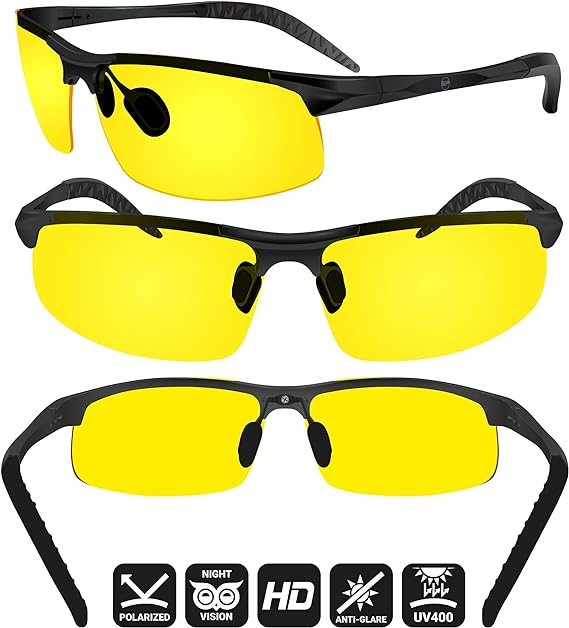 POLARIZED
NIGHT
VISION
HD
ANTI-GLARE
UV400